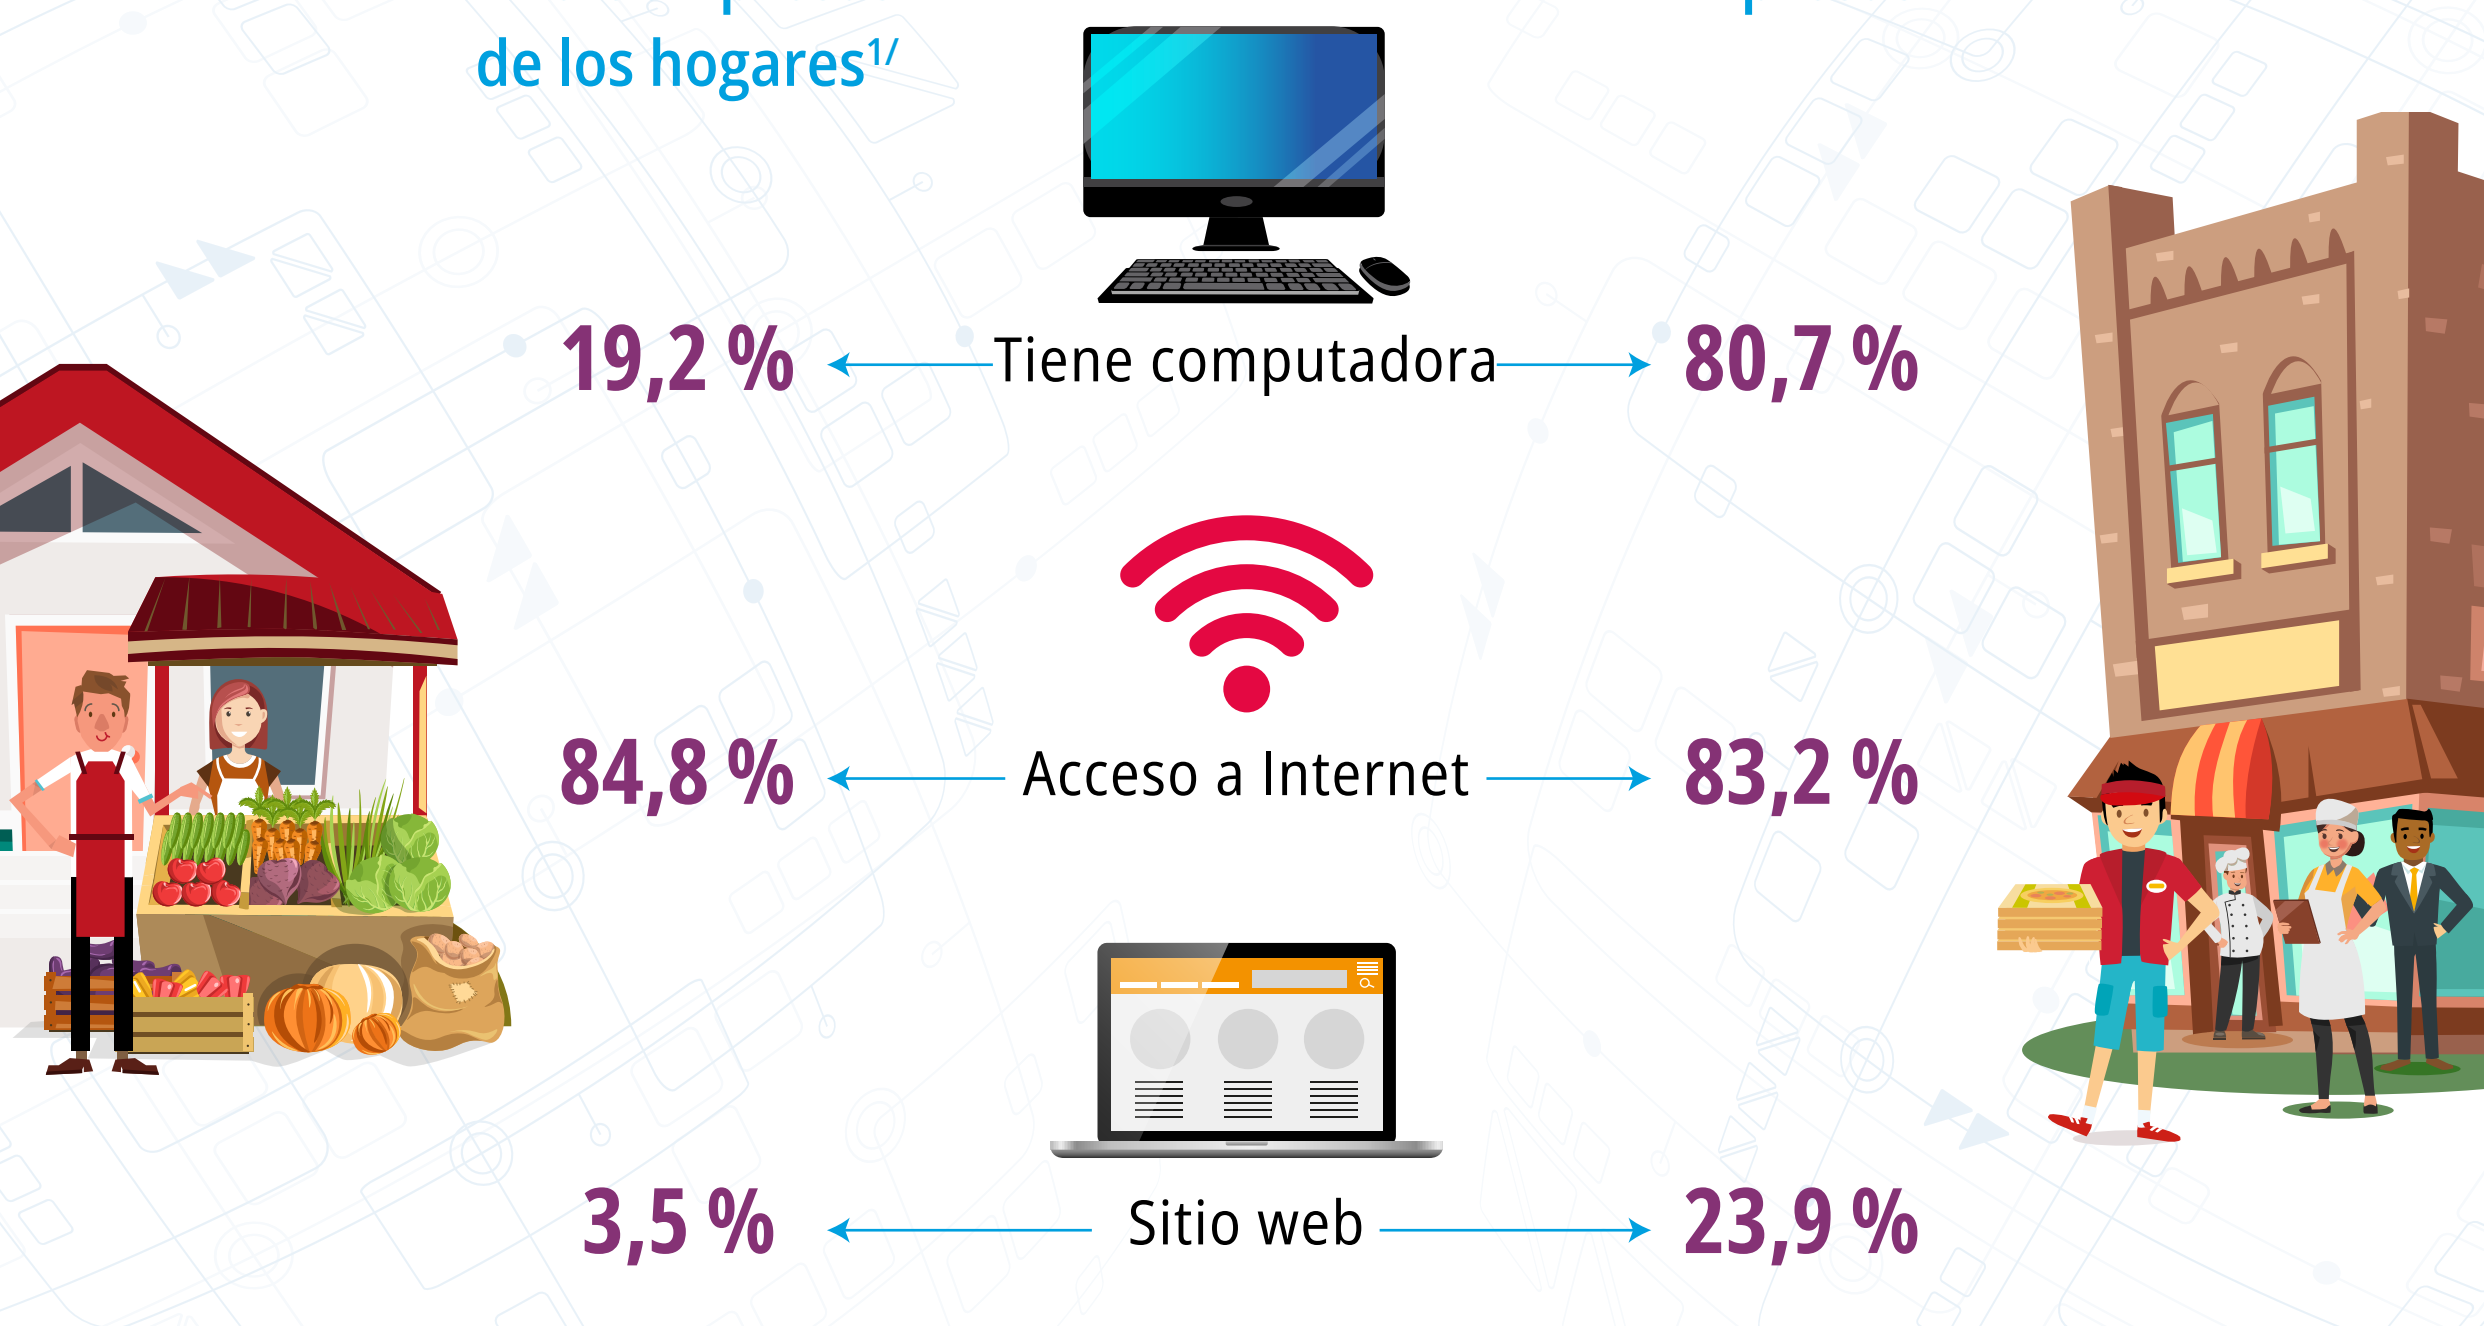 de los hogares1/
19,2 % Tiene computadora 80,7 %
84,8 % Acceso a Internet 83,2 %
3,5 % Sitio web 23,9 %